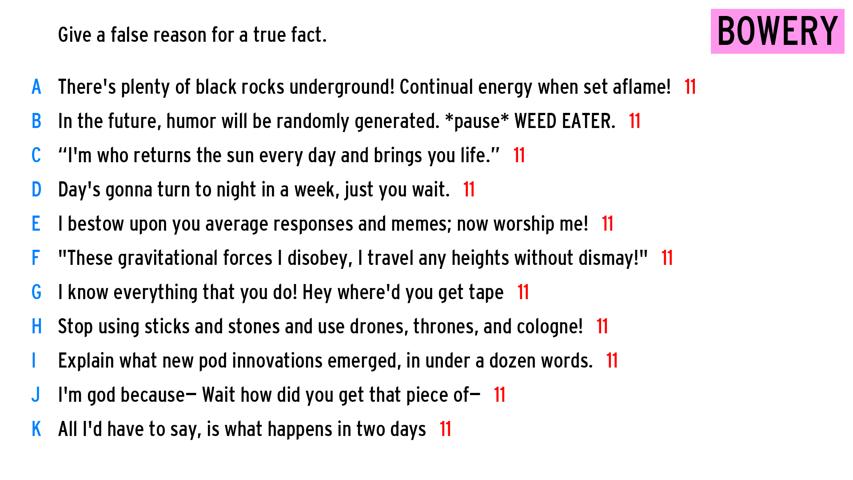 Give a false reason for a true fact.
BOWERY
A There's plenty of black rocks underground! Continual energy when set aflame! 11
B In the future, humor will be randomly generated. *pause* WEED EATER. 11
C “I'm who returns the sun every day and brings you life.” 11
D Day's gonna turn to night in a week, just you wait. 11
E I bestow upon you average responses and memes; now worship me! 11
F "These gravitational forces I disobey, I travel any heights without dismay!" 11
G I know everything that you do! Hey where'd you get tape 11
H Stop using sticks and stones and use drones, thrones, and cologne! 11
I Explain what new pod innovations emerged, in under a dozen words. 11
J I'm god because— Wait how did you get that piece of— 11
K All I'd have to say, is what happens in two days 11